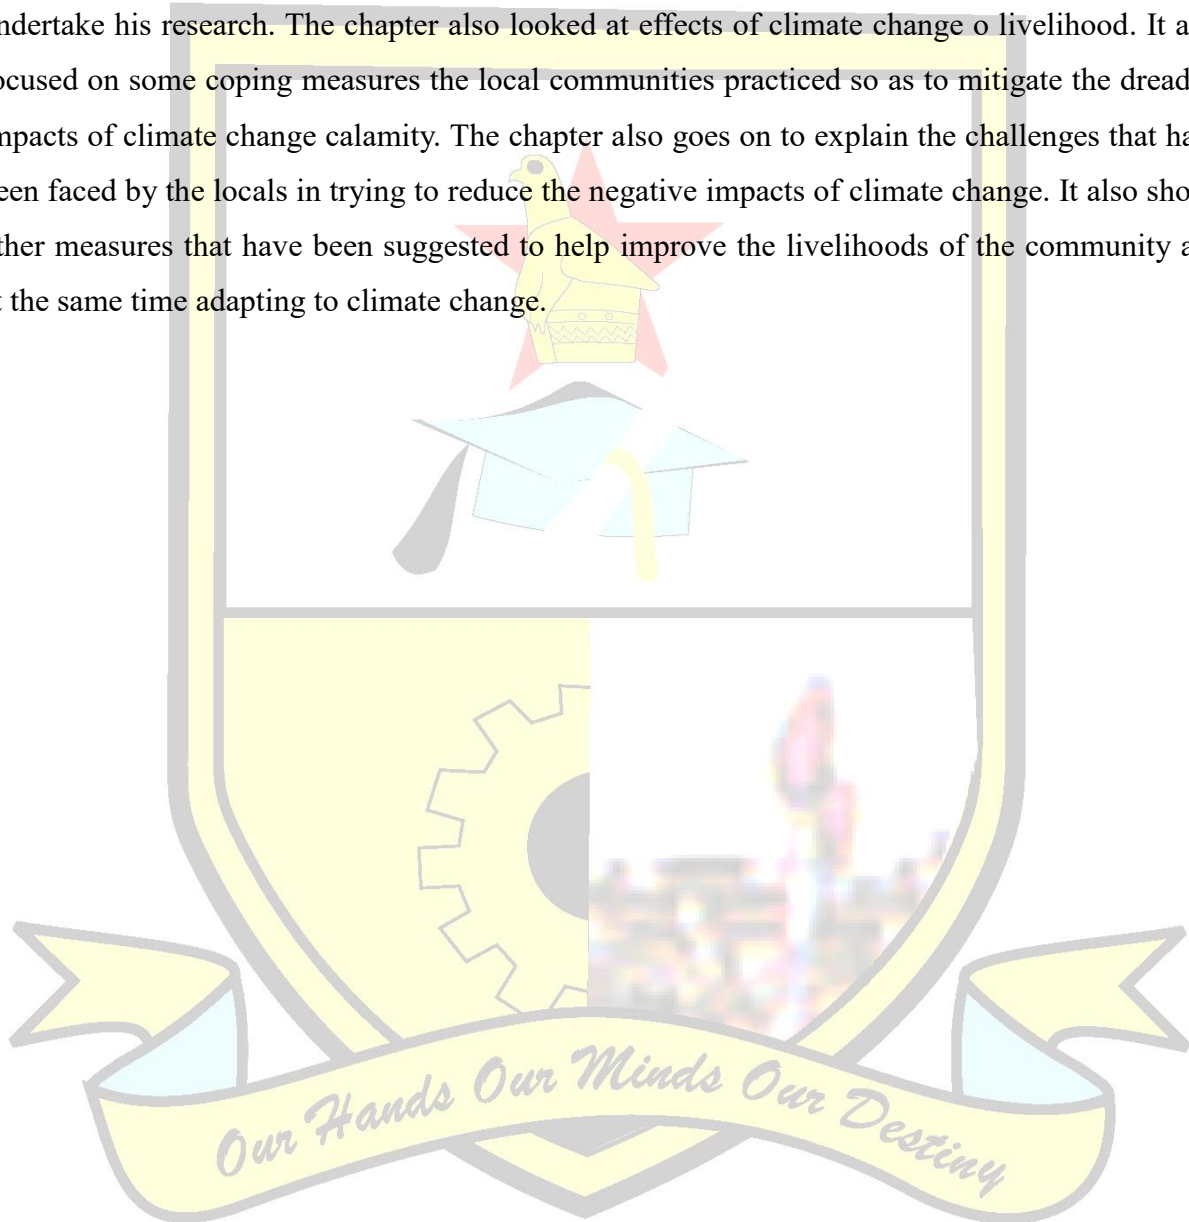 ndertake his research. The chapter also looked at effects of climate change o livelihood. It a
ocused on some coping measures the local communities practiced so as to mitigate the dread
mpacts of climate change calamity. The chapter also goes on to explain the challenges that ha
een faced by the locals in trying to reduce the negative impacts of climate change. It also sho
ther measures that have been suggested to help improve the livelihoods of the community a
t the same time adapting to climate change.
Our Hands Our Minds Our Destiny